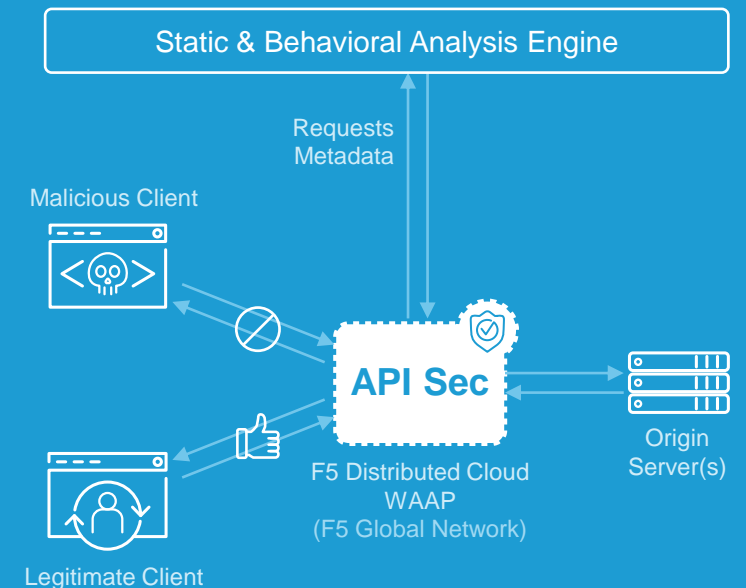 Static & Behavioral Analysis Engine
Requests
Metadata
Malicious Client
API Sec
Origin
Server(s)
F5 Distributed Cloud
WAAP
(F5 Global Network)
Legitimate Client